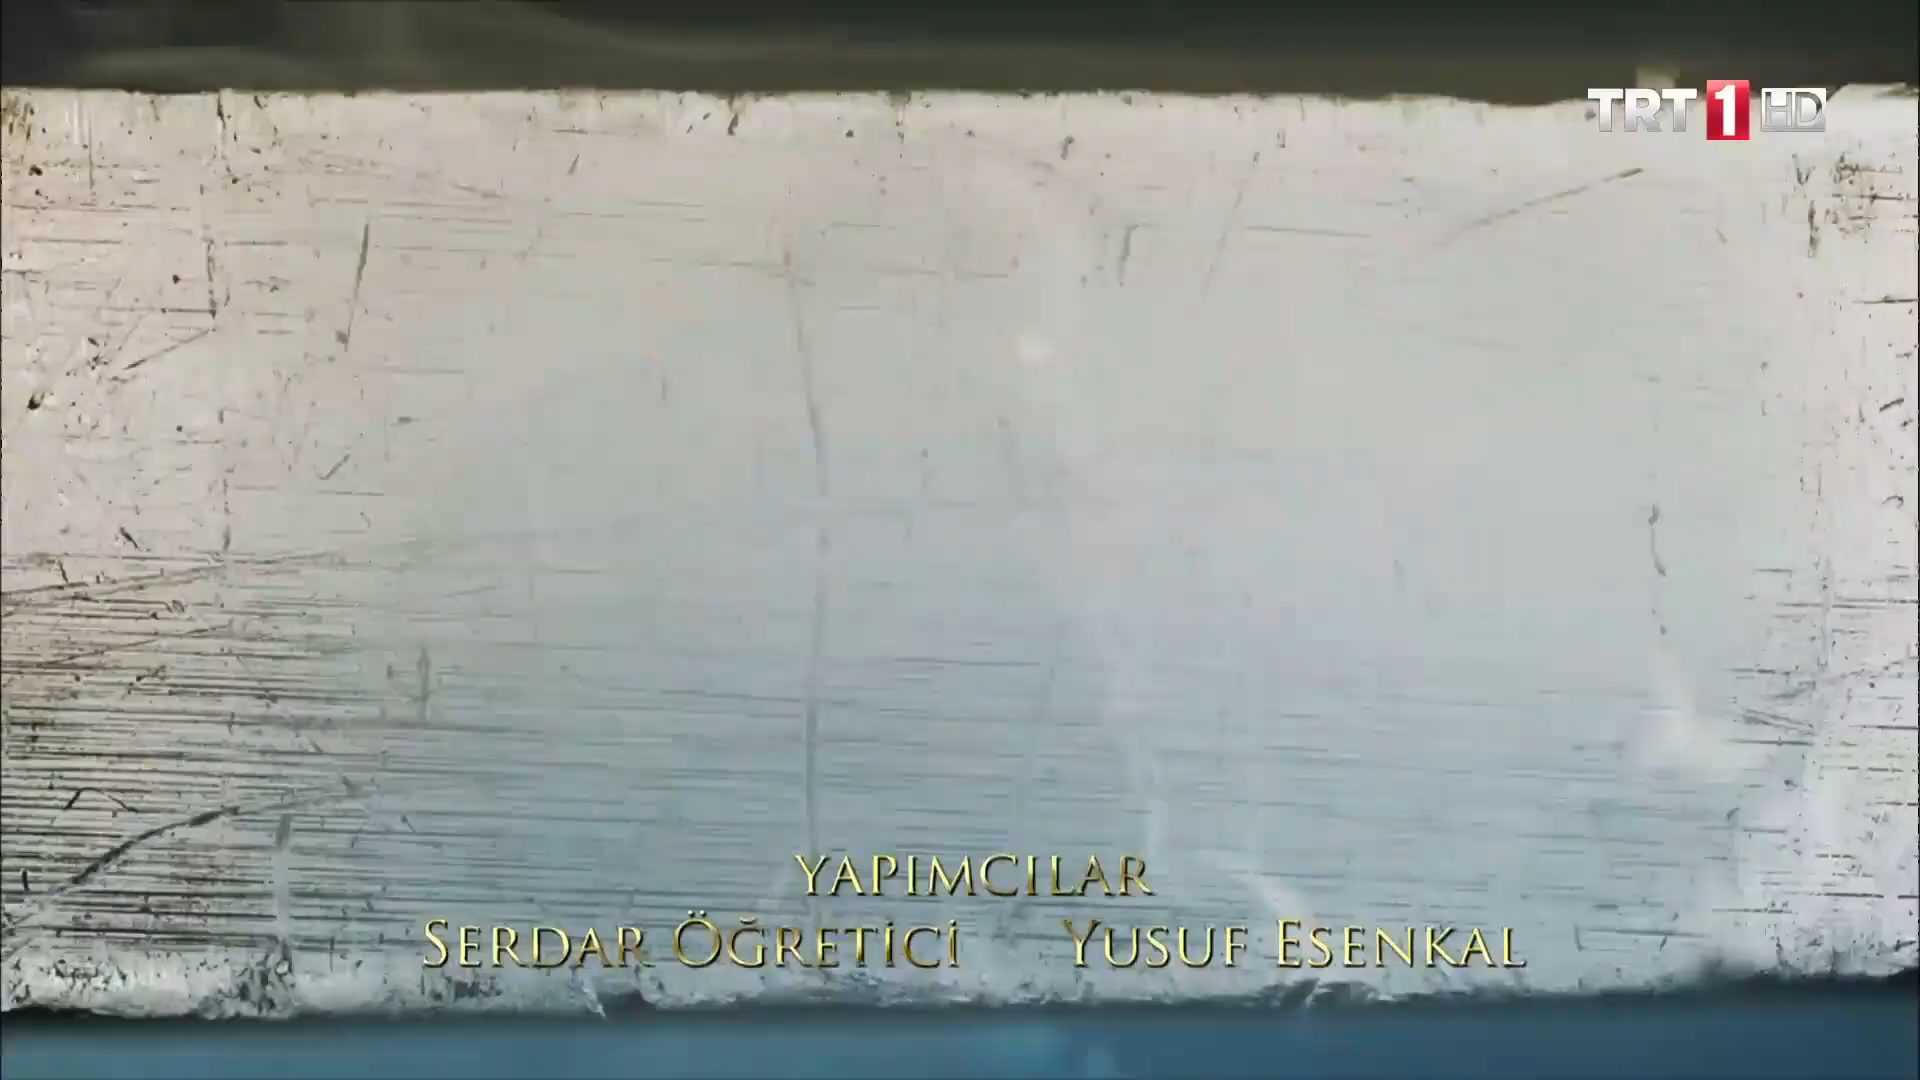 TRT 1 HD
YAPIMCILAR
SERDAR ÖĞRETİCİ YUSUF ESENKAL